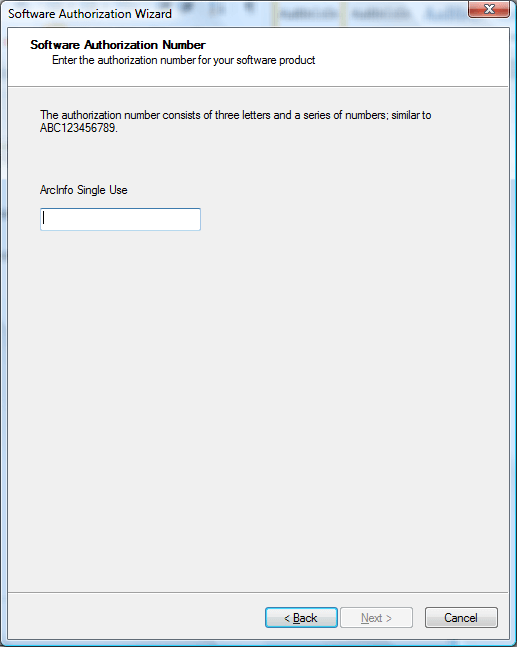 Software Authorization Wizard
Software Authorization Number
Enter the authorization number for your software product
The authorization number consists of three letters and a series of numbers; similar to
ABC123456789.
ArcInfo Single Use
< Back
Next >
Cancel